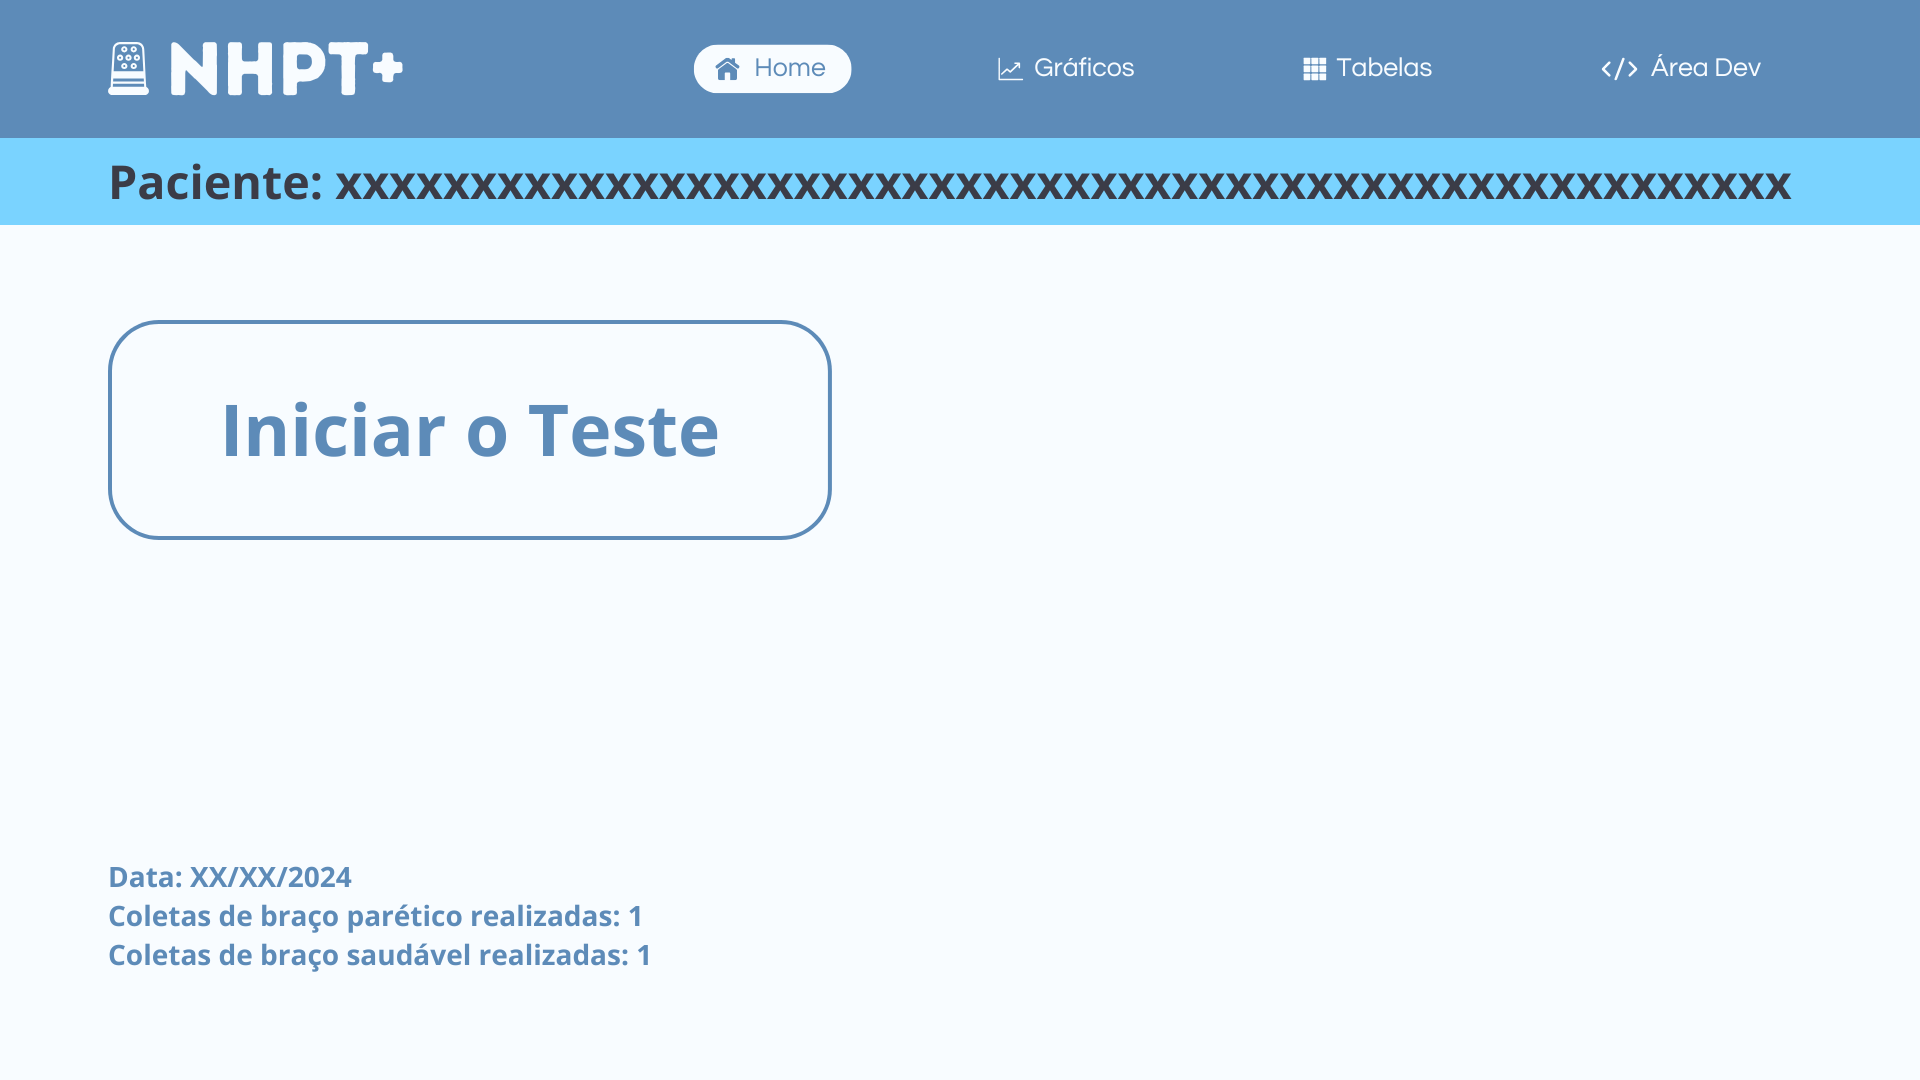 NHPT+
Home
Gráficos
Tabelas
</> Área Dev
Paciente: xxxxxxxxxxxxxxxxxxxxxxxxxxxxxxxxxxxxxxxxxxxxxxxxxxxxxx
Iniciar o Teste
Data: XX/XX/2024
Coletas de braço parético realizadas: 1
Coletas de braço saudável realizadas: 1